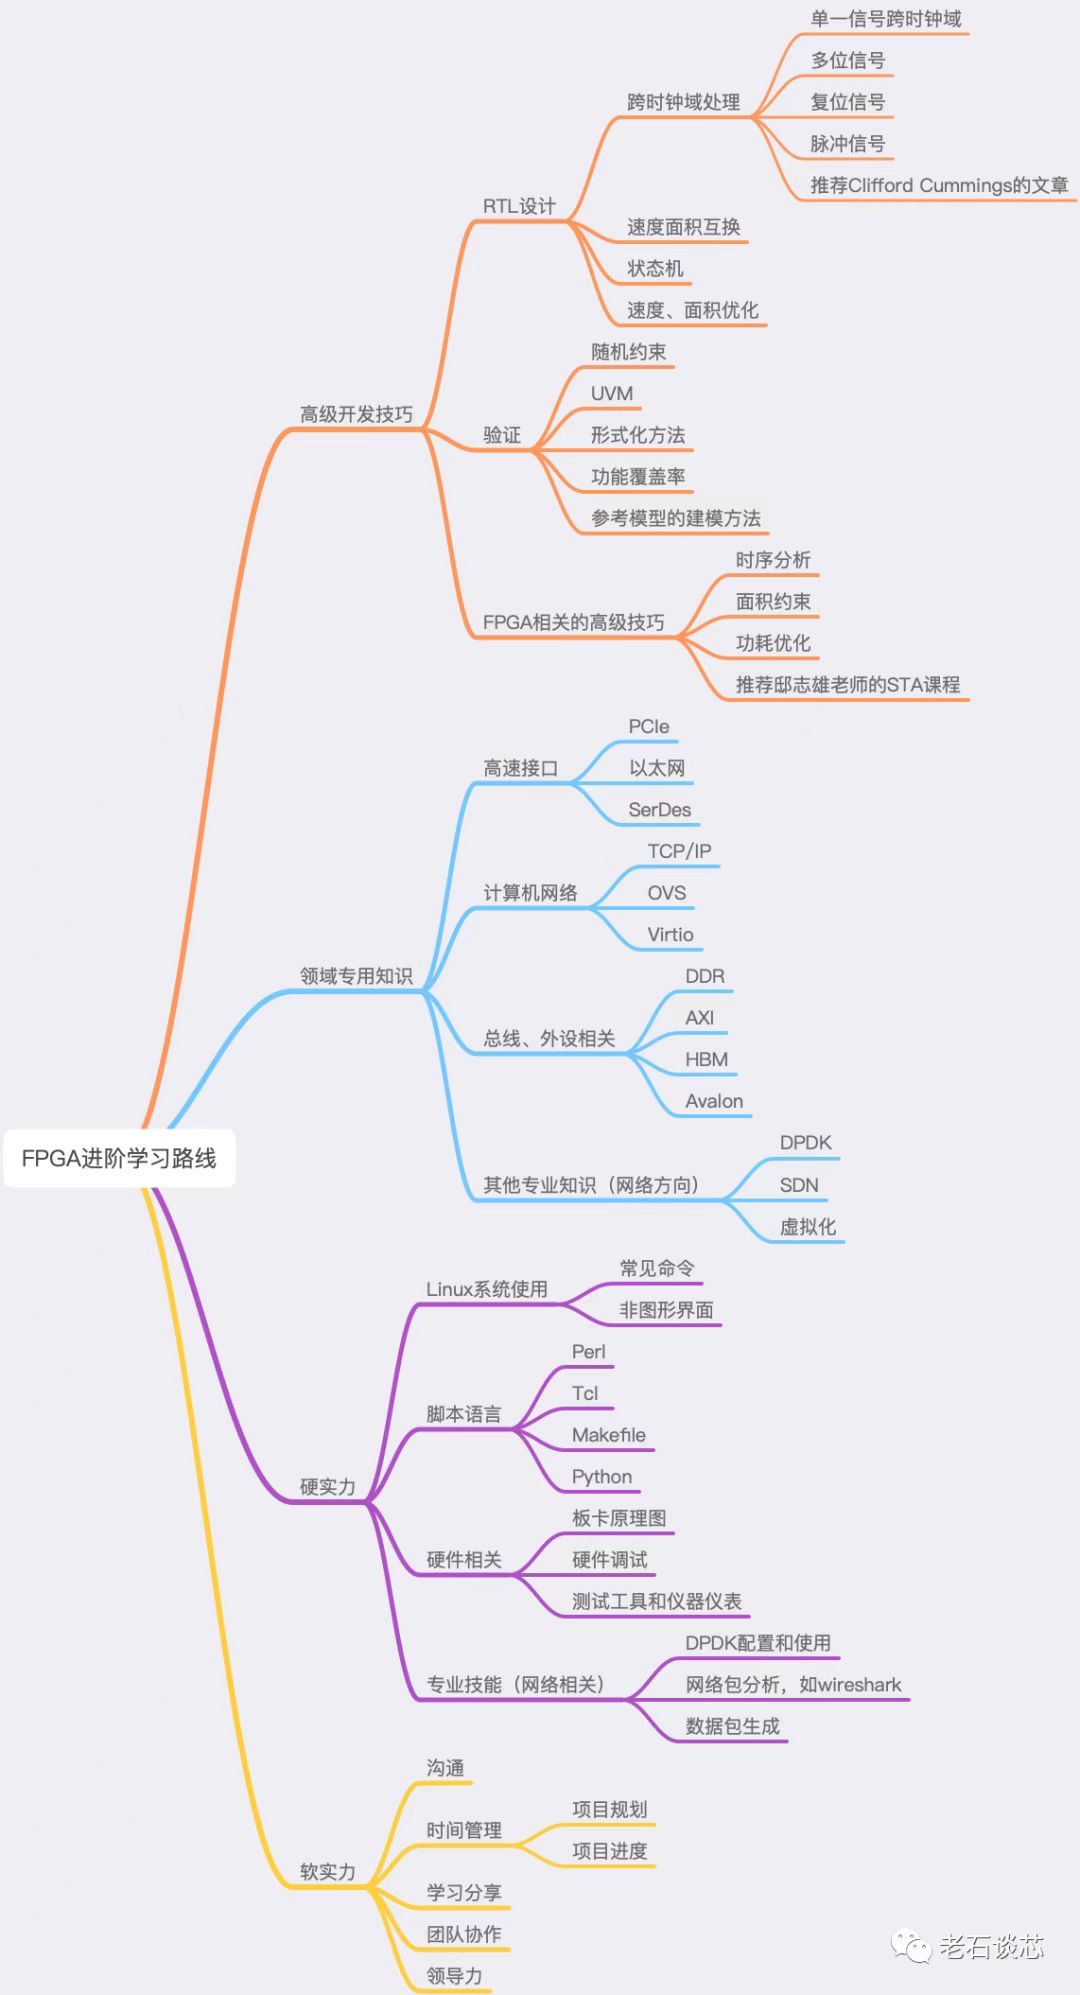 单一信号跨时钟域
多位信号
跨时钟域处理
复位信号
脉冲信号
推荐Clifford Cummings的文章
RTL设计
速度面积互换
状态机
速度、面积优化
随机约束
UVM
高级开发技巧
验证
形式化方法
功能覆盖率
参考模型的建模方法
时序分析
面积约束
FPGA相关的高级技巧
功耗优化
推荐邸志雄老师的STA课程
PCIe
高速接口
以太网
SerDes
TCP/IP
计算机网络
OVS
Virtio
领域专用知识
DDR
AXI
总线、外设相关
HBM
Avalon
DPDK
FPGA进阶学习路线
其他专业知识（网络方向）
SDN
虚拟化
常见命令
Linux系统使用
非图形界面
Perl
Tcl
脚本语言
Makefile
Python
硬实力
板卡原理图
硬件相关
硬件调试
测试工具和仪器仪表
DPDK配置和使用
专业技能（网络相关）
网络包分析，如wireshark
数据包生成
沟通
项目规划
时间管理
项目进度
软实力
学习分享
团队协作
老石谈芯
领导力